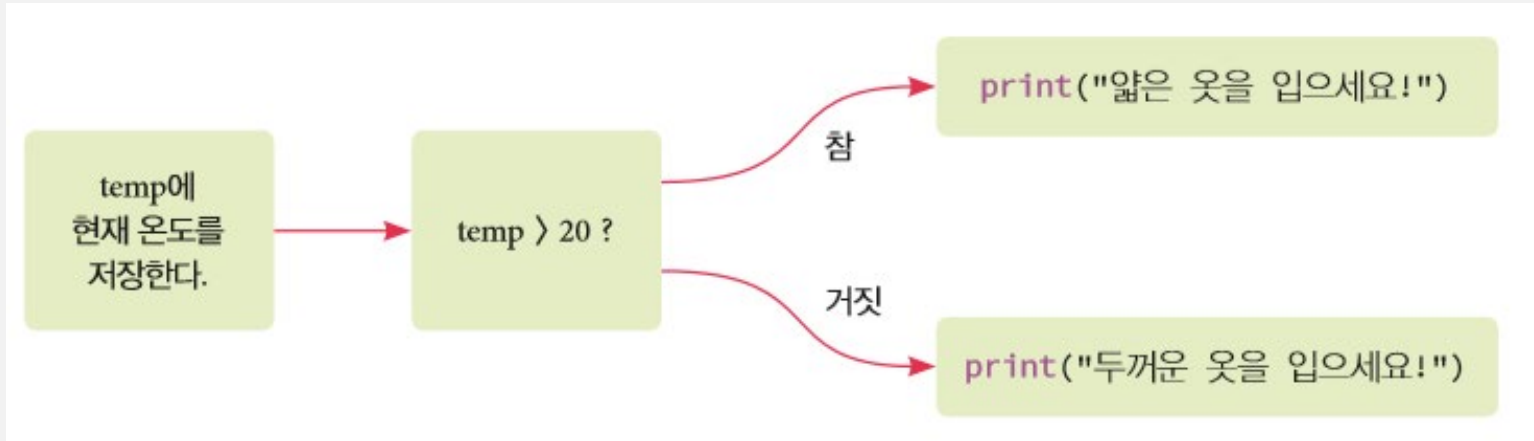 temp에
현재 온도를
저장한다.
temp > 20 ?
참
print("얇은 옷을 입으세요!")
거짓
print("두꺼운 옷을 입으세요!")